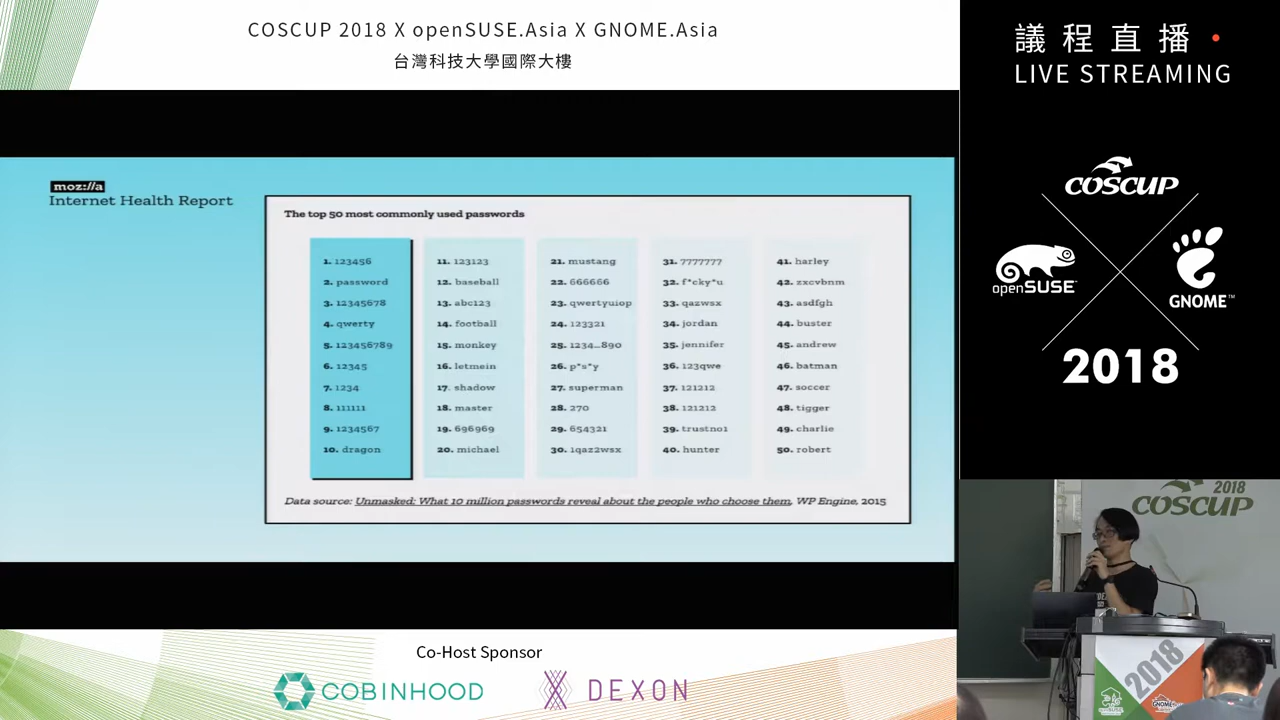 COSCUP 2018 X openSUSE.Asia X GNOME.Asia
台灣科技大學國際大樓
議程直播
LIVE STREAMING
COSCUP
openSUSE
GNOME™
2018
moz://a
Internet Health Report
The top 50 most commonly used passwords
1. 123456
2. password
3. 12345678
4. qwerty
5. 123456789
6. 12345
7. 1234
8. 111111
9. 1234567
10. dragon
11. 123123
12. baseball
13. abc123
14. football
15. monkey
16. letmein
17. shadow
18. master
19. 696969
20. michael
21. mustang
22. 666666
23. qwertyuiop
24. 123321
25. 1234...890
26. p*s*y
27. superman
28. 270
29. 654321
30. 1qaz2wsx
31. 7777777
32. f*cky*u
33. qazwsx
34. jordan
35. jennifer
36. 123qwe
37. 121212
38. 121212
39. trustno1
40. hunter
41. harley
42. zxcvbnm
43. asdfgh
44. buster
45. andrew
46. batman
47. soccer
48. tigger
49. charlie
50. robert
Data source: Unmasked: What 10 million passwords reveal about the people who choose them, WP Engine, 2015
2018
COSCUP
2018
Co-Host Sponsor
COBINHOOD
DEXON